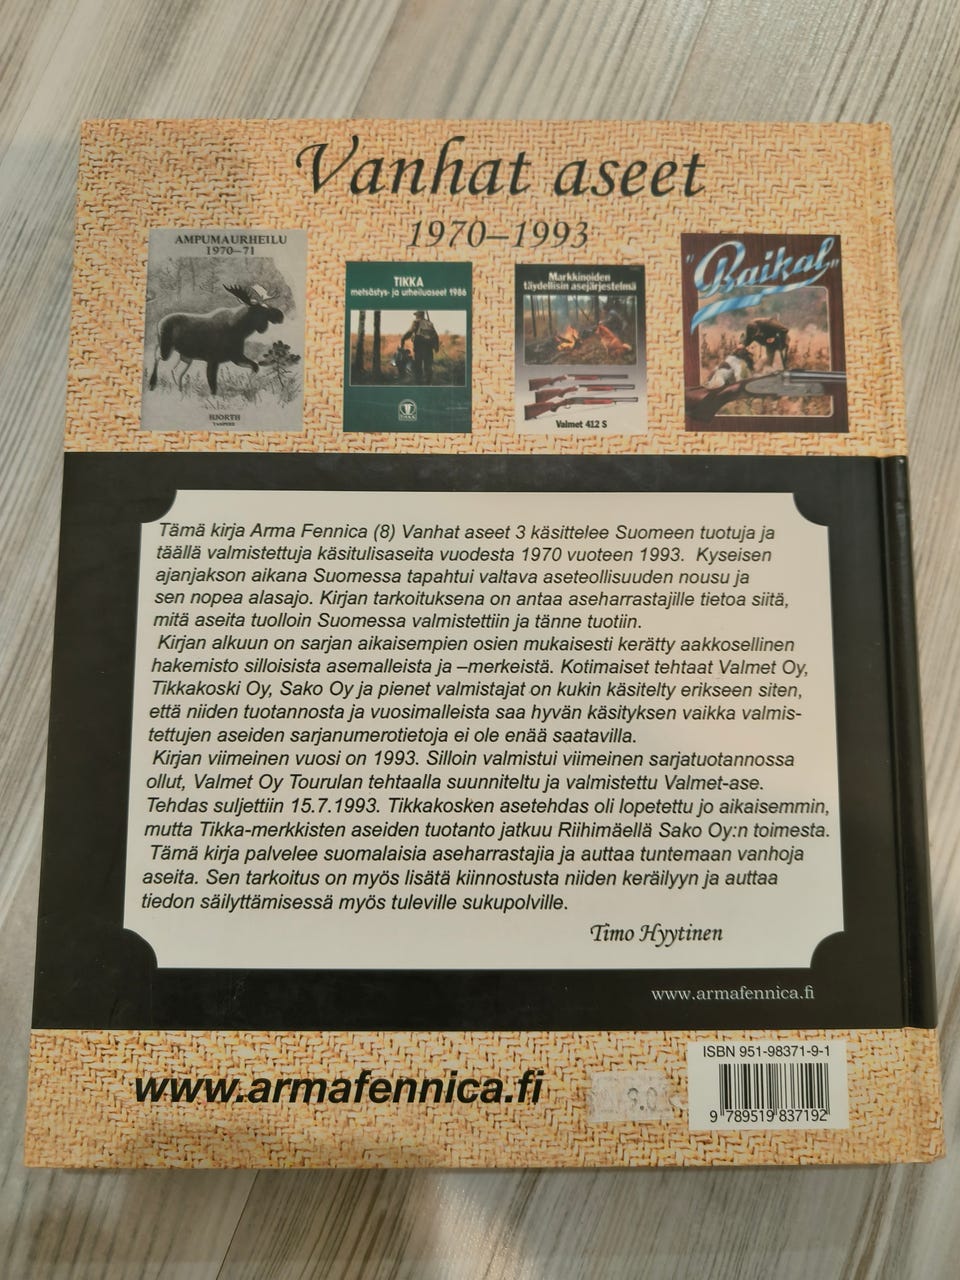 Vanhat aseet
1970–1993
AMPUMAURHEILU
1970–71
HJORTH
TAMPERE
TIKKA
metsästys- ja urheiluaseet 1986
Markkinoiden
täydellisin asejärjestelmä
Valmet 412 S
"Baikal"
Tämä kirja Arma Fennica (8) Vanhat aseet 3 käsittelee Suomeen tuotuja ja
täällä valmistettuja käsitulisaseita vuodesta 1970 vuoteen 1993. Kyseisen
ajanjakson aikana Suomessa tapahtui valtava aseteollisuuden nousu ja
sen nopea alasajo. Kirjan tarkoituksena on antaa aseharrastajille tietoa siitä,
mitä aseita tuolloin Suomessa valmistettiin ja tänne tuotiin.
Kirjan alkuun on sarjan aikaisempien osien mukaisesti kerätty aakkosellinen
hakemisto silloisista asemalleista ja –merkeistä. Kotimaiset tehtaat Valmet Oy,
Tikkakoski Oy, Sako Oy ja pienet valmistajat on kukin käsitelty erikseen siten,
että niiden tuotannosta ja vuosimalleista saa hyvän käsityksen vaikka valmis-
tettujen aseiden sarjanumerotietoja ei ole enää saatavilla.
Kirjan viimeinen vuosi on 1993. Silloin valmistui viimeinen sarjatuotannossa
ollut, Valmet Oy Tourulan tehtaalla suunniteltu ja valmistettu Valmet-ase.
Tehdas suljettiin 15.7.1993. Tikkakosken asetehdas oli lopetettu jo aikaisemmin,
mutta Tikka-merkkisten aseiden tuotanto jatkuu Riihimäellä Sako Oy:n toimesta.
Tämä kirja palvelee suomalaisia aseharrastajia ja auttaa tuntemaan vanhoja
aseita. Sen tarkoitus on myös lisätä kiinnostusta niiden keräilyyn ja auttaa
tiedon säilyttämisessä myös tuleville sukupolville.
Timo Hyytinen
www.armafennica.fi
www.armafennica.fi
ISBN 951-98371-9-1
9 789519 837192